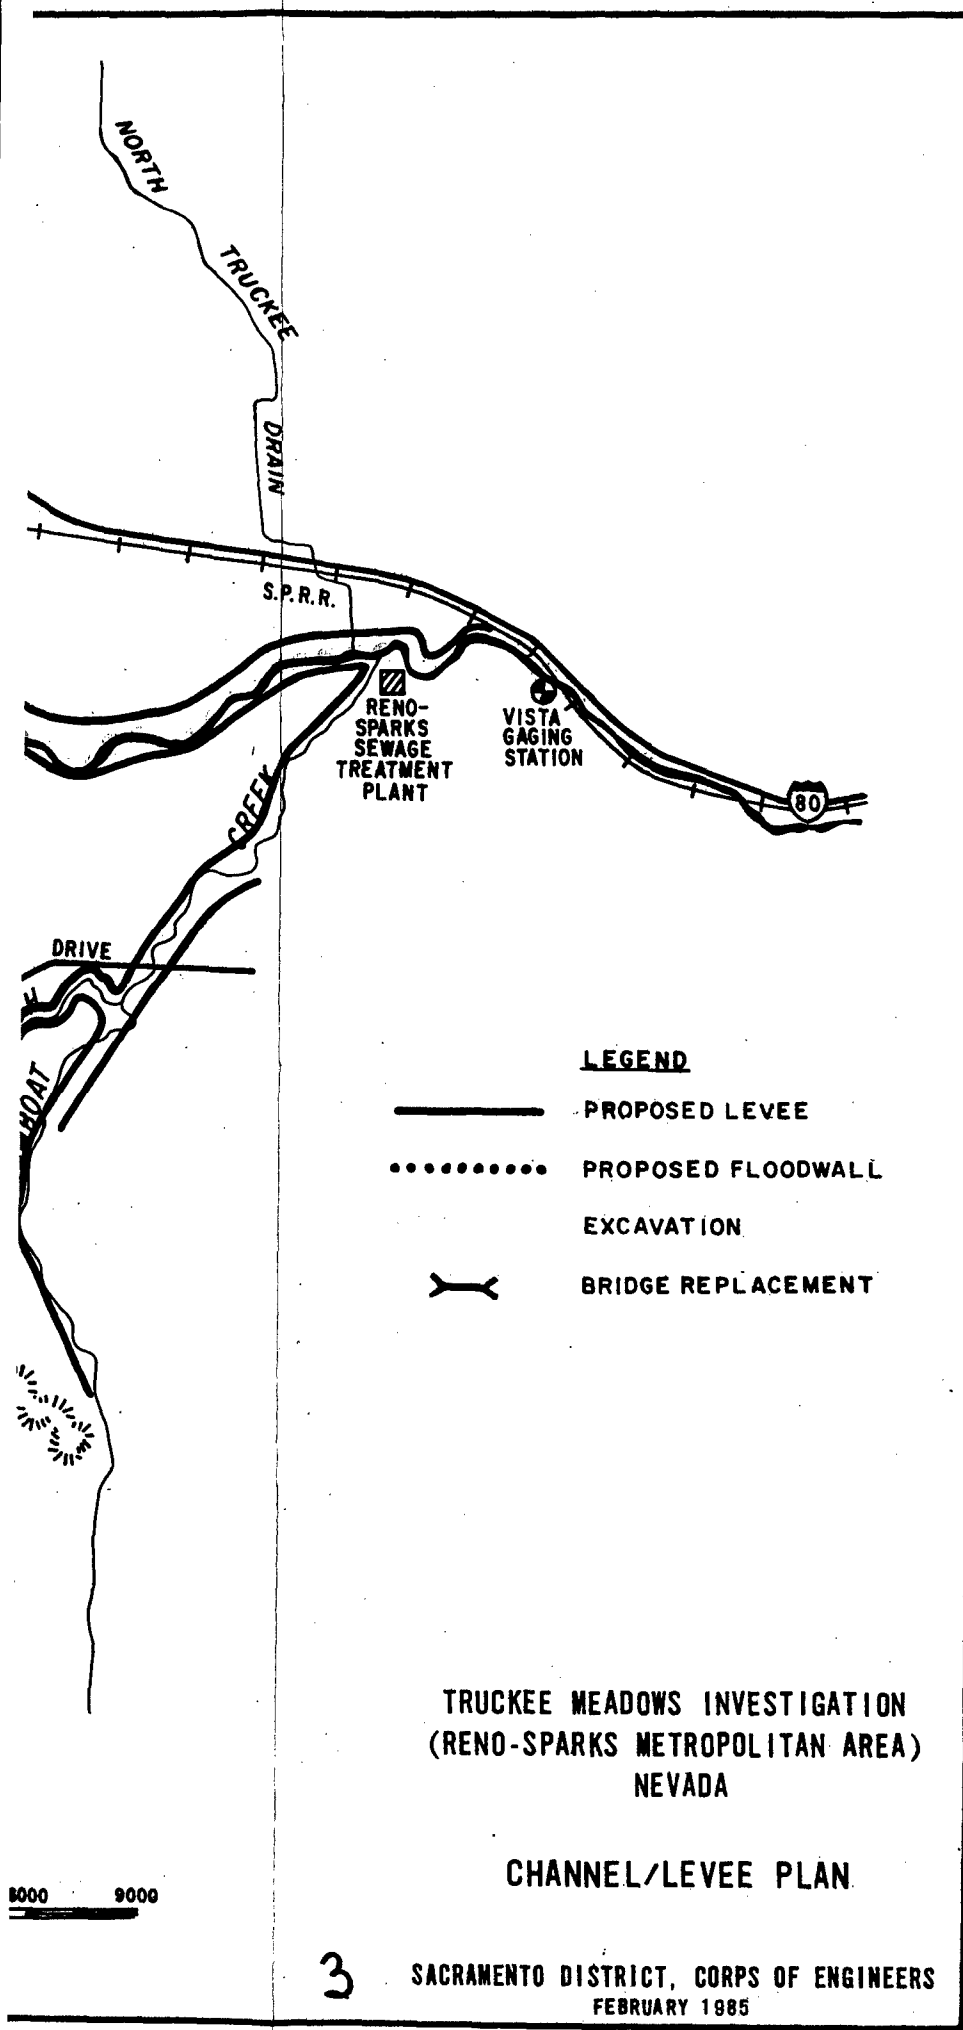 NORTH
TRUCKEE
DRAIN
S.P.R.R.
RENO-
SPARKS
SEWAGE
TREATMENT
PLANT
VISTA
GAGING
STATION
80
CREEK
DRIVE
LEGEND
PROPOSED LEVEE
PROPOSED FLOODWALL
EXCAVATION
BRIDGE REPLACEMENT
TRUCKEE MEADOWS INVESTIGATION
(RENO-SPARKS METROPOLITAN AREA)
NEVADA
CHANNEL/LEVEE PLAN
9000
3
SACRAMENTO DISTRICT, CORPS OF ENGINEERS
FEBRUARY 1985